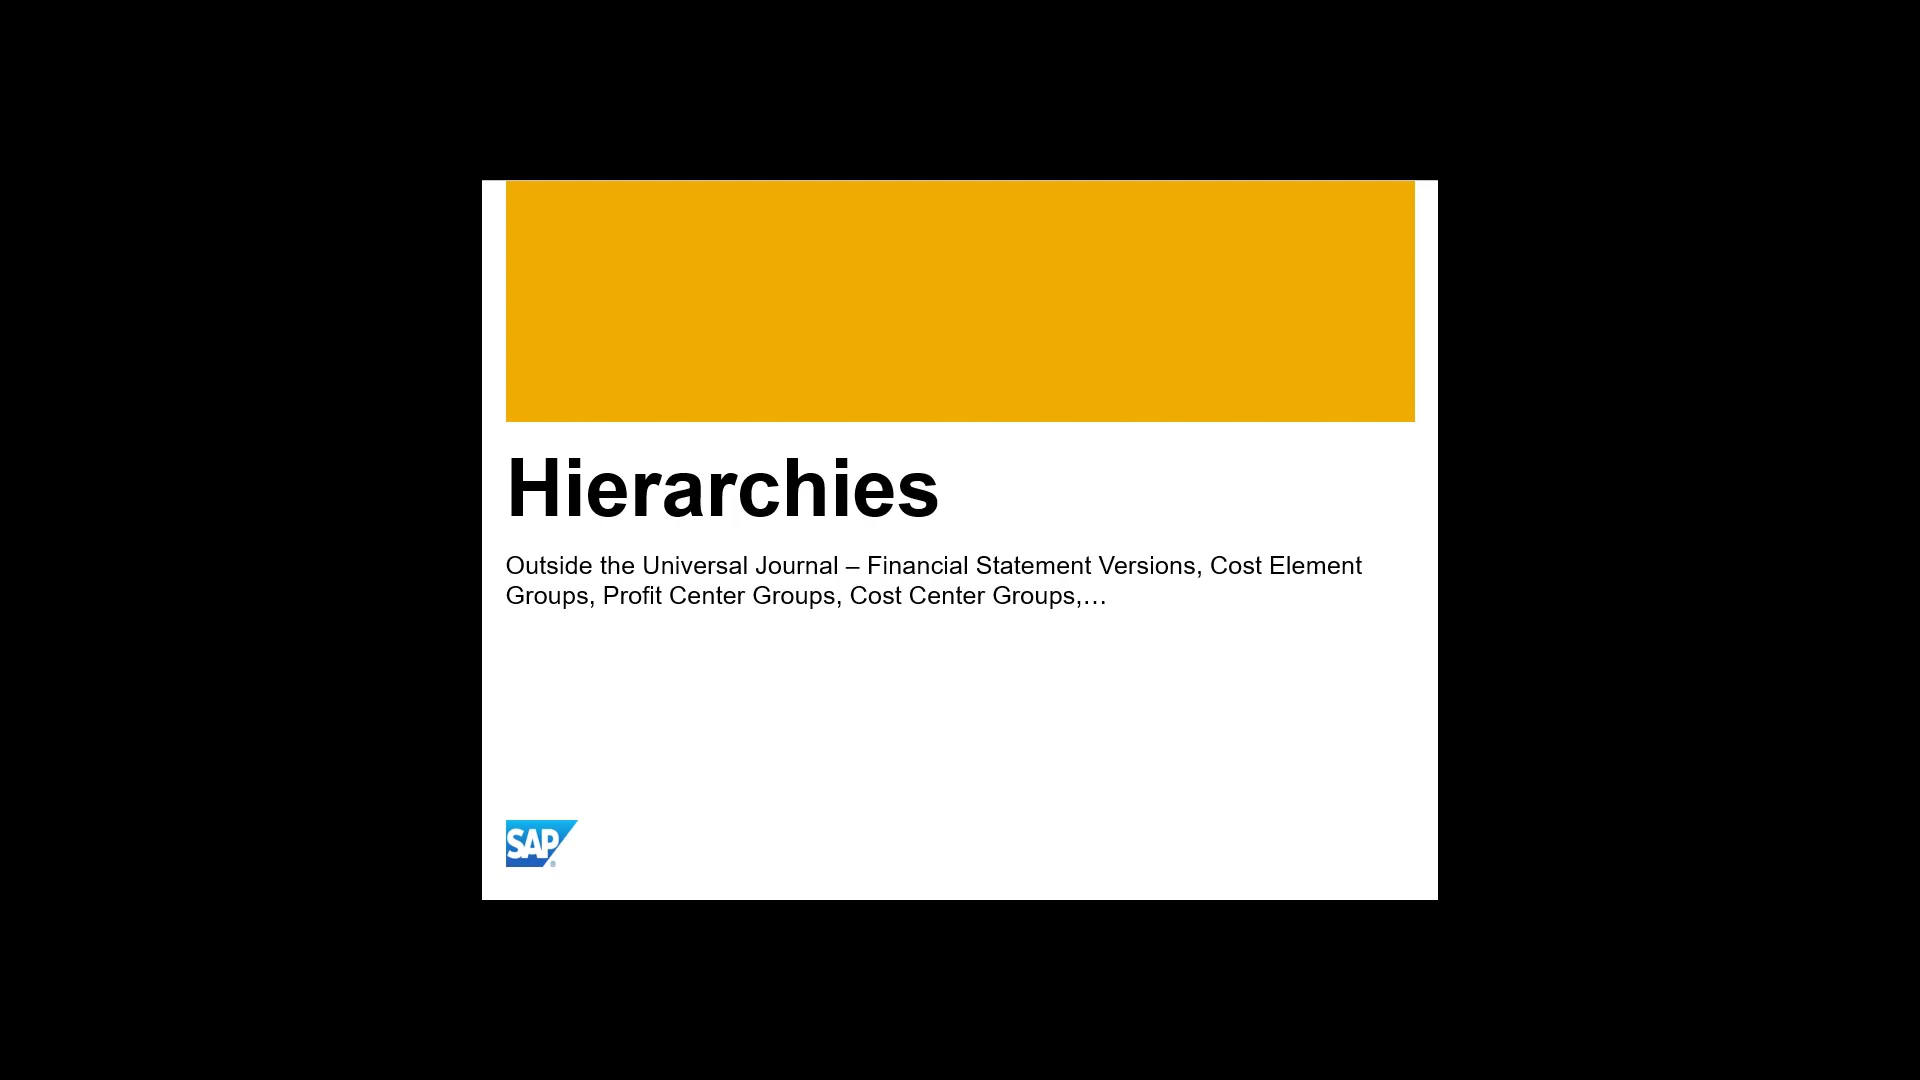 Hierarchies
Outside the Universal Journal – Financial Statement Versions, Cost Element
Groups, Profit Center Groups, Cost Center Groups,…
SAP®